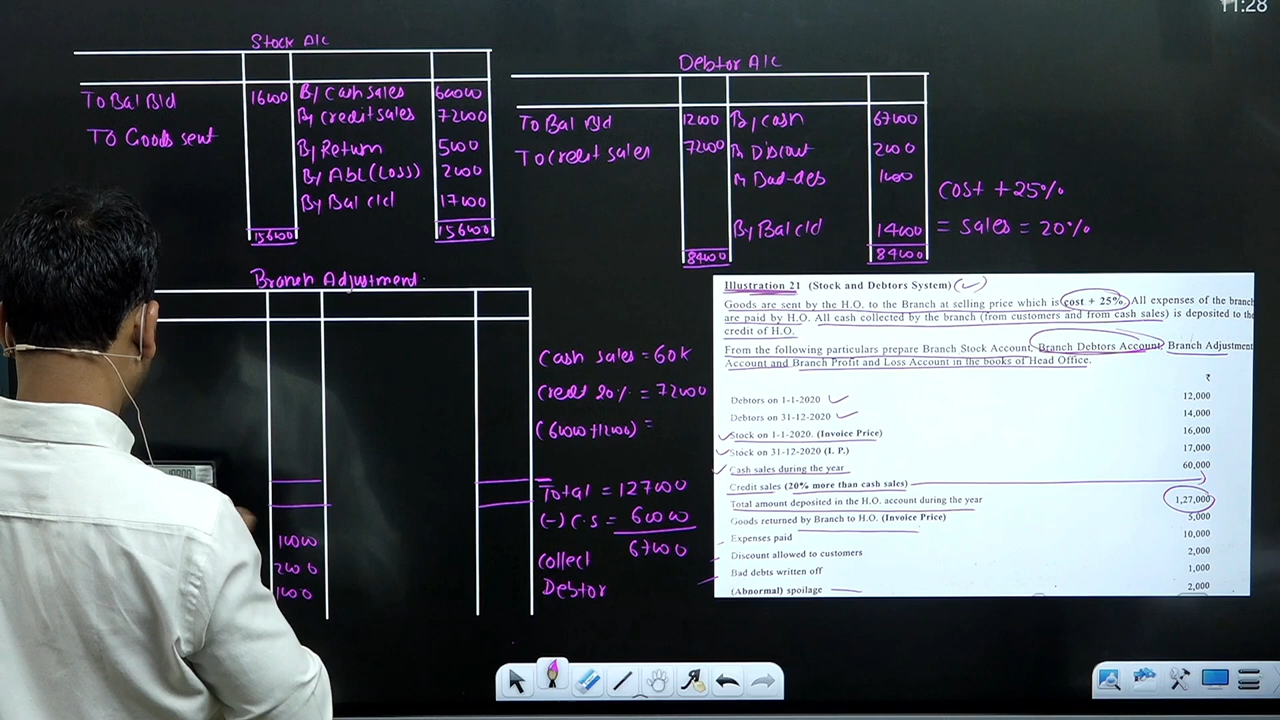 11:28
Stock A/c
To Bal B/d 16000 By Cash sales 60000
By Credit sales 72000
To Goods sent
By Return 5000
By Abl (Loss) 2000
By Bal c/d 17000
156000 156000
Debtor A/c
To Bal B/d 12000 By Cash 67000
To Credit sales 72000 By Discout 2000
By Bad-deb 1000
By Bal c/d 14000
84000 84000
Cost + 25%
= Sales = 20%
Branch Adjustment
10000
2000
1000
Cash sales = 60k
Credit 20% = 72000
(60000+12000) =
Total = 127000
(-) C.S = 60000
67000
Collect
Debtor
Illustration 21 (Stock and Debtors System)
Goods are sent by the H.O. to the Branch at selling price which is cost + 25%. All expenses of the branch
are paid by H.O. All cash collected by the branch (from customers and from cash sales) is deposited to the
credit of H.O.
From the following particulars prepare Branch Stock Account, Branch Debtors Account, Branch Adjustment
Account and Branch Profit and Loss Account in the books of Head Office.
₹
Debtors on 1-1-2020 12,000
Debtors on 31-12-2020 14,000
Stock on 1-1-2020. (Invoice Price) 16,000
Stock on 31-12-2020 (I. P.) 17,000
Cash sales during the year 60,000
Credit sales (20% more than cash sales)
Total amount deposited in the H.O. account during the year 1,27,000
Goods returned by Branch to H.O. (Invoice Price) 5,000
Expenses paid 10,000
Discount allowed to customers 2,000
Bad debts written off 1,000
(Abnormal) spoilage 2,000